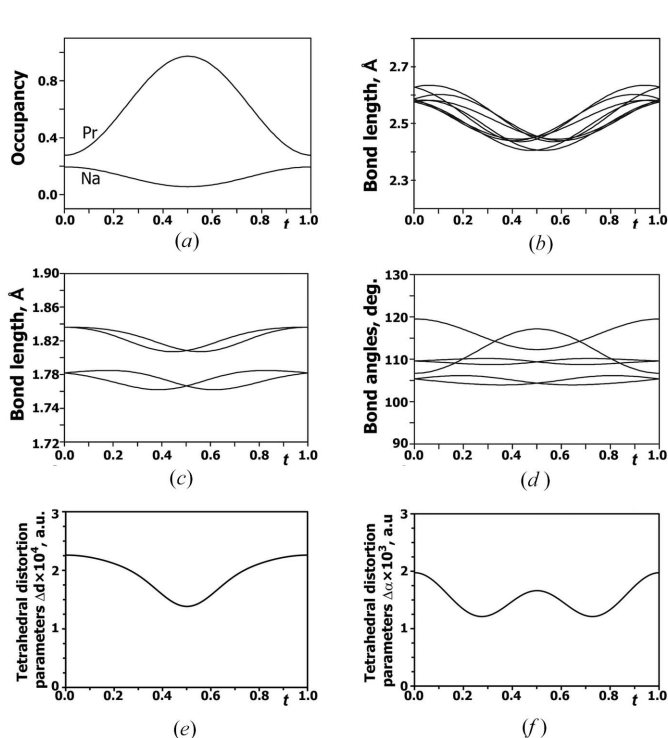 Occupancy
0.8
0.4
0.0
Pr
Na
0.0 0.2 0.4 0.6 0.8 1.0
t
(a)
Bond length, Å
2.7
2.5
2.3
0.0 0.2 0.4 0.6 0.8 1.0
t
(b)
Bond length, Å
1.90
1.86
1.82
1.78
1.74
1.72
0.0 0.2 0.4 0.6 0.8 1.0
t
(c)
Bond angles, deg.
130
120
110
100
90
0.0 0.2 0.4 0.6 0.8 1.0
t
(d)
Tetrahedral distortion
parameters Δd×10⁴, a.u.
3
2
1
0
0.0 0.2 0.4 0.6 0.8 1.0
t
(e)
Tetrahedral distortion
parameters Δα×10³, a.u
3
2
1
0
0.0 0.2 0.4 0.6 0.8 1.0
t
(f)